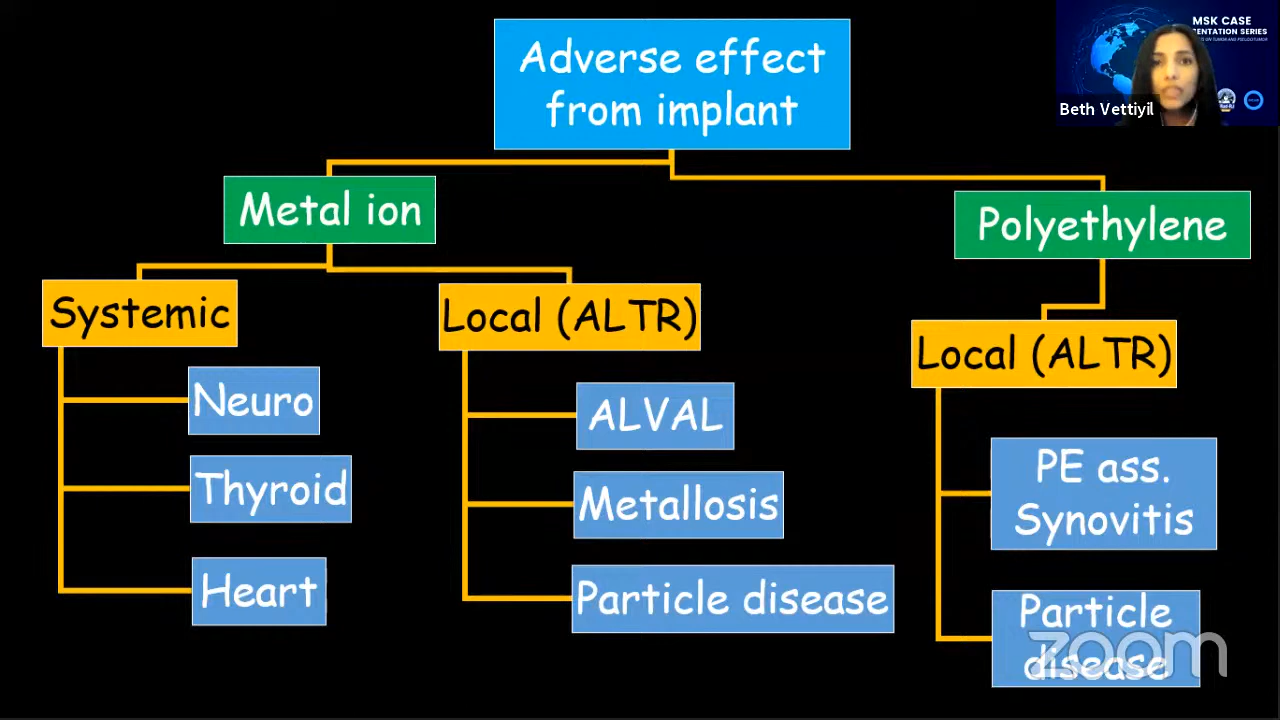 Adverse effect
from implant
MSK CASE
ENTATION SERIES
Beth Vettiyil
Metal ion
Polyethylene
Systemic
Local (ALTR)
Local (ALTR)
Neuro
ALVAL
Thyroid
Metallosis
PE ass.
Synovitis
Heart
Particle disease
Particle
disease
zoom